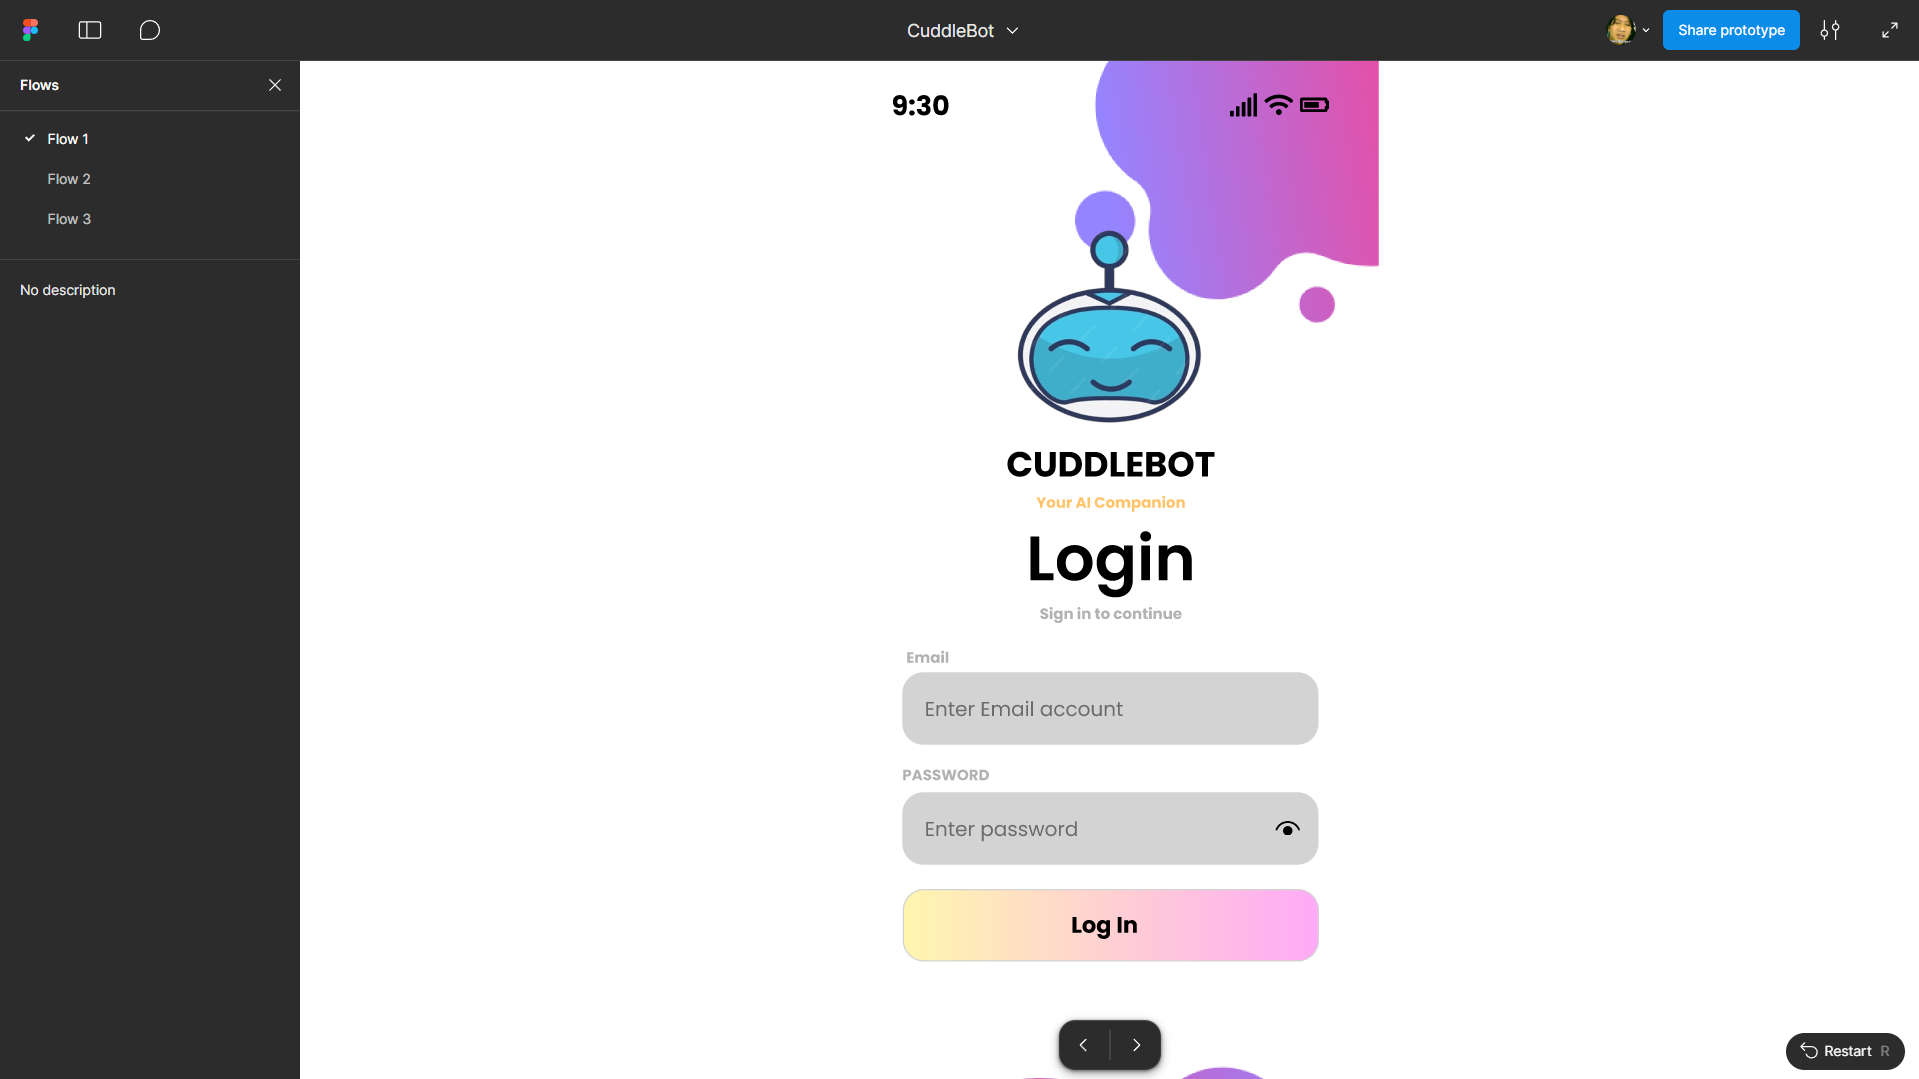 CuddleBot
Share prototype
Flows
Flow 1
Flow 2
Flow 3
No description
9:30
CUDDLEBOT
Your AI Companion
Login
Sign in to continue
Email
Enter Email account
PASSWORD
Enter password
Log In
Restart R